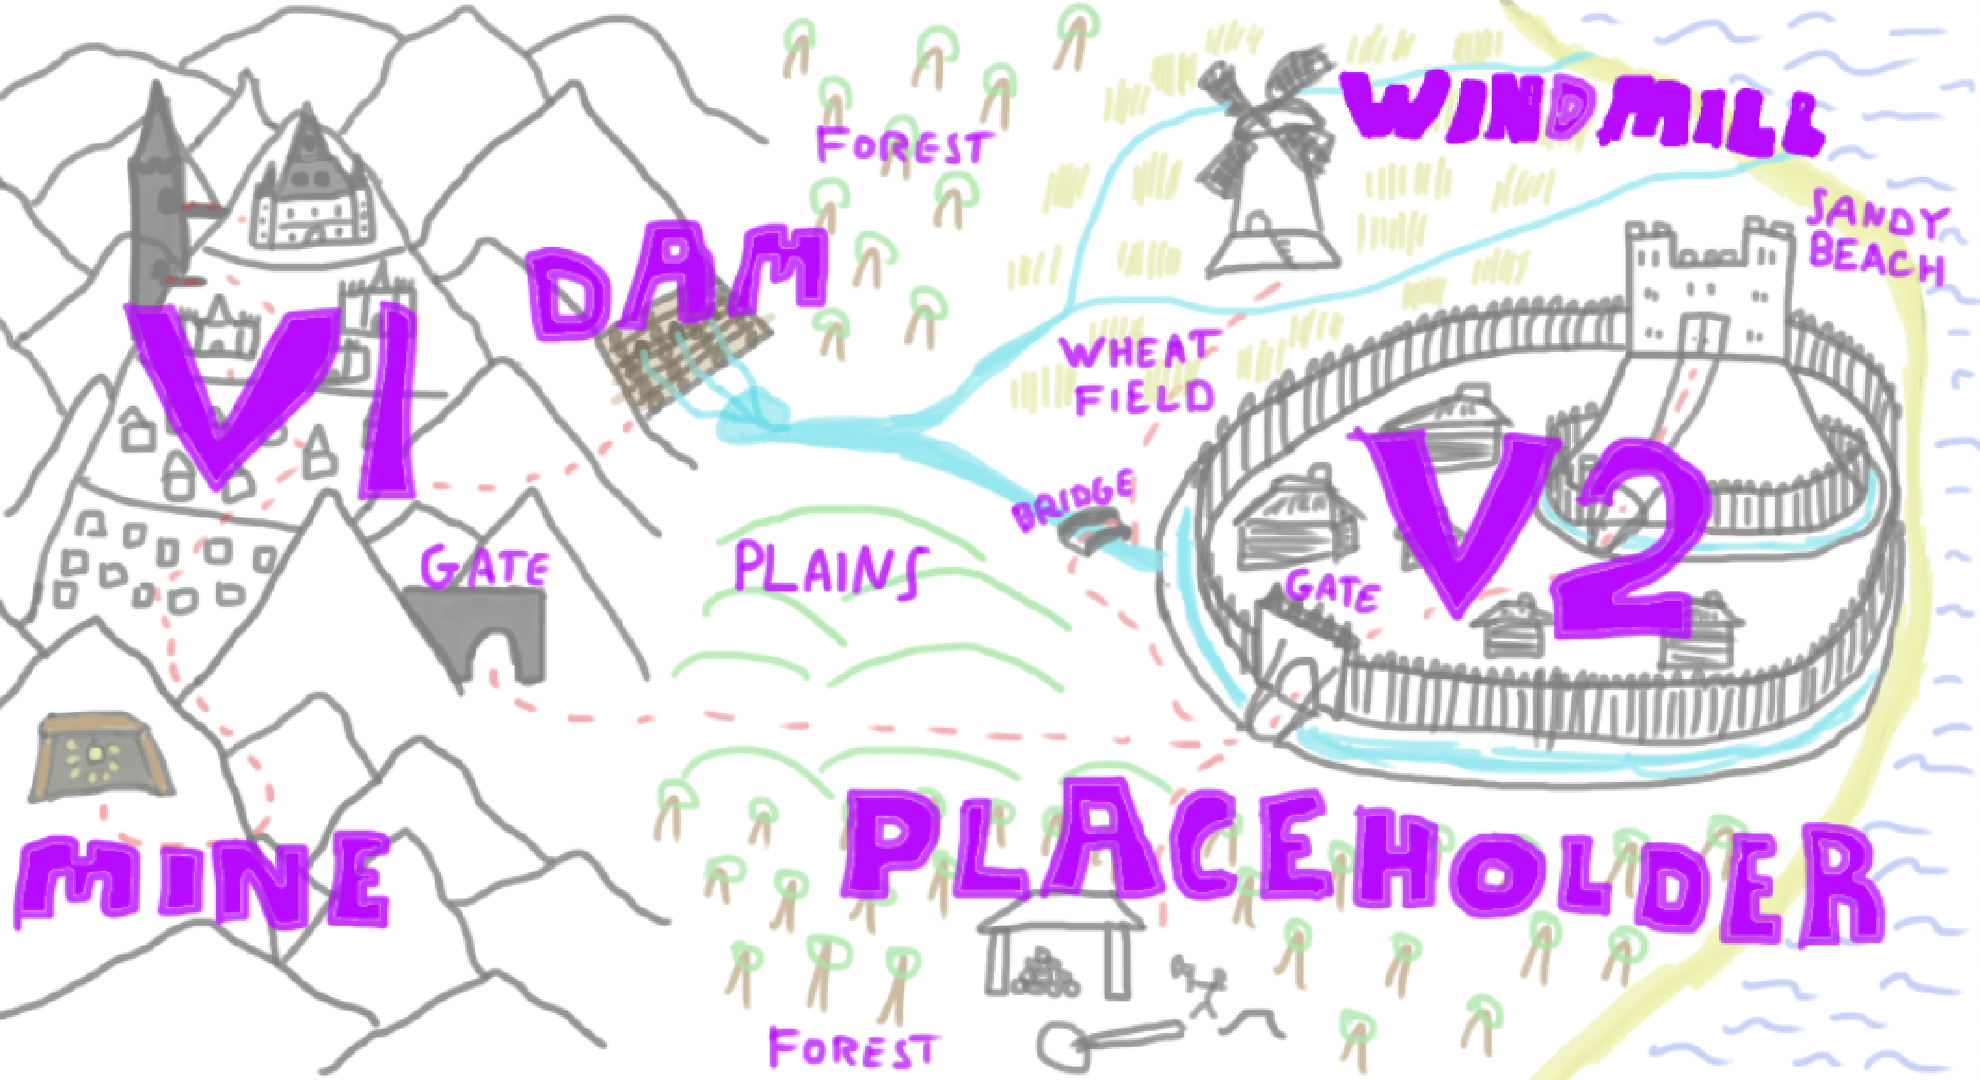 WINDMILL
FOREST
SANDY
BEACH
DAM
V1
WHEAT
FIELD
V2
BRIDGE
GATE
PLAINS
GATE
PLACEHOLDER
MINE
FOREST